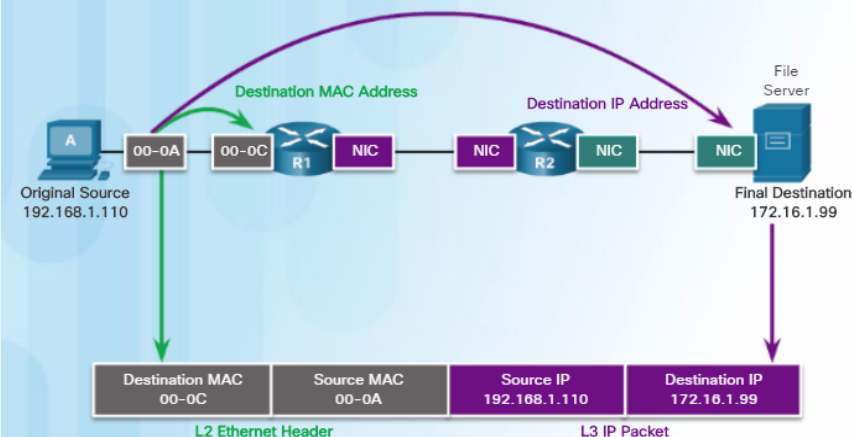 File
Server
Destination MAC Address
Destination IP Address
A
00-0A
00-0C
R1
NIC
NIC
R2
NIC
NIC
Original Source
192.168.1.110
Final Destination
172.16.1.99
Destination MAC
00-0C
Source MAC
00-0A
Source IP
192.168.1.110
Destination IP
172.16.1.99
L2 Ethernet Header
L3 IP Packet